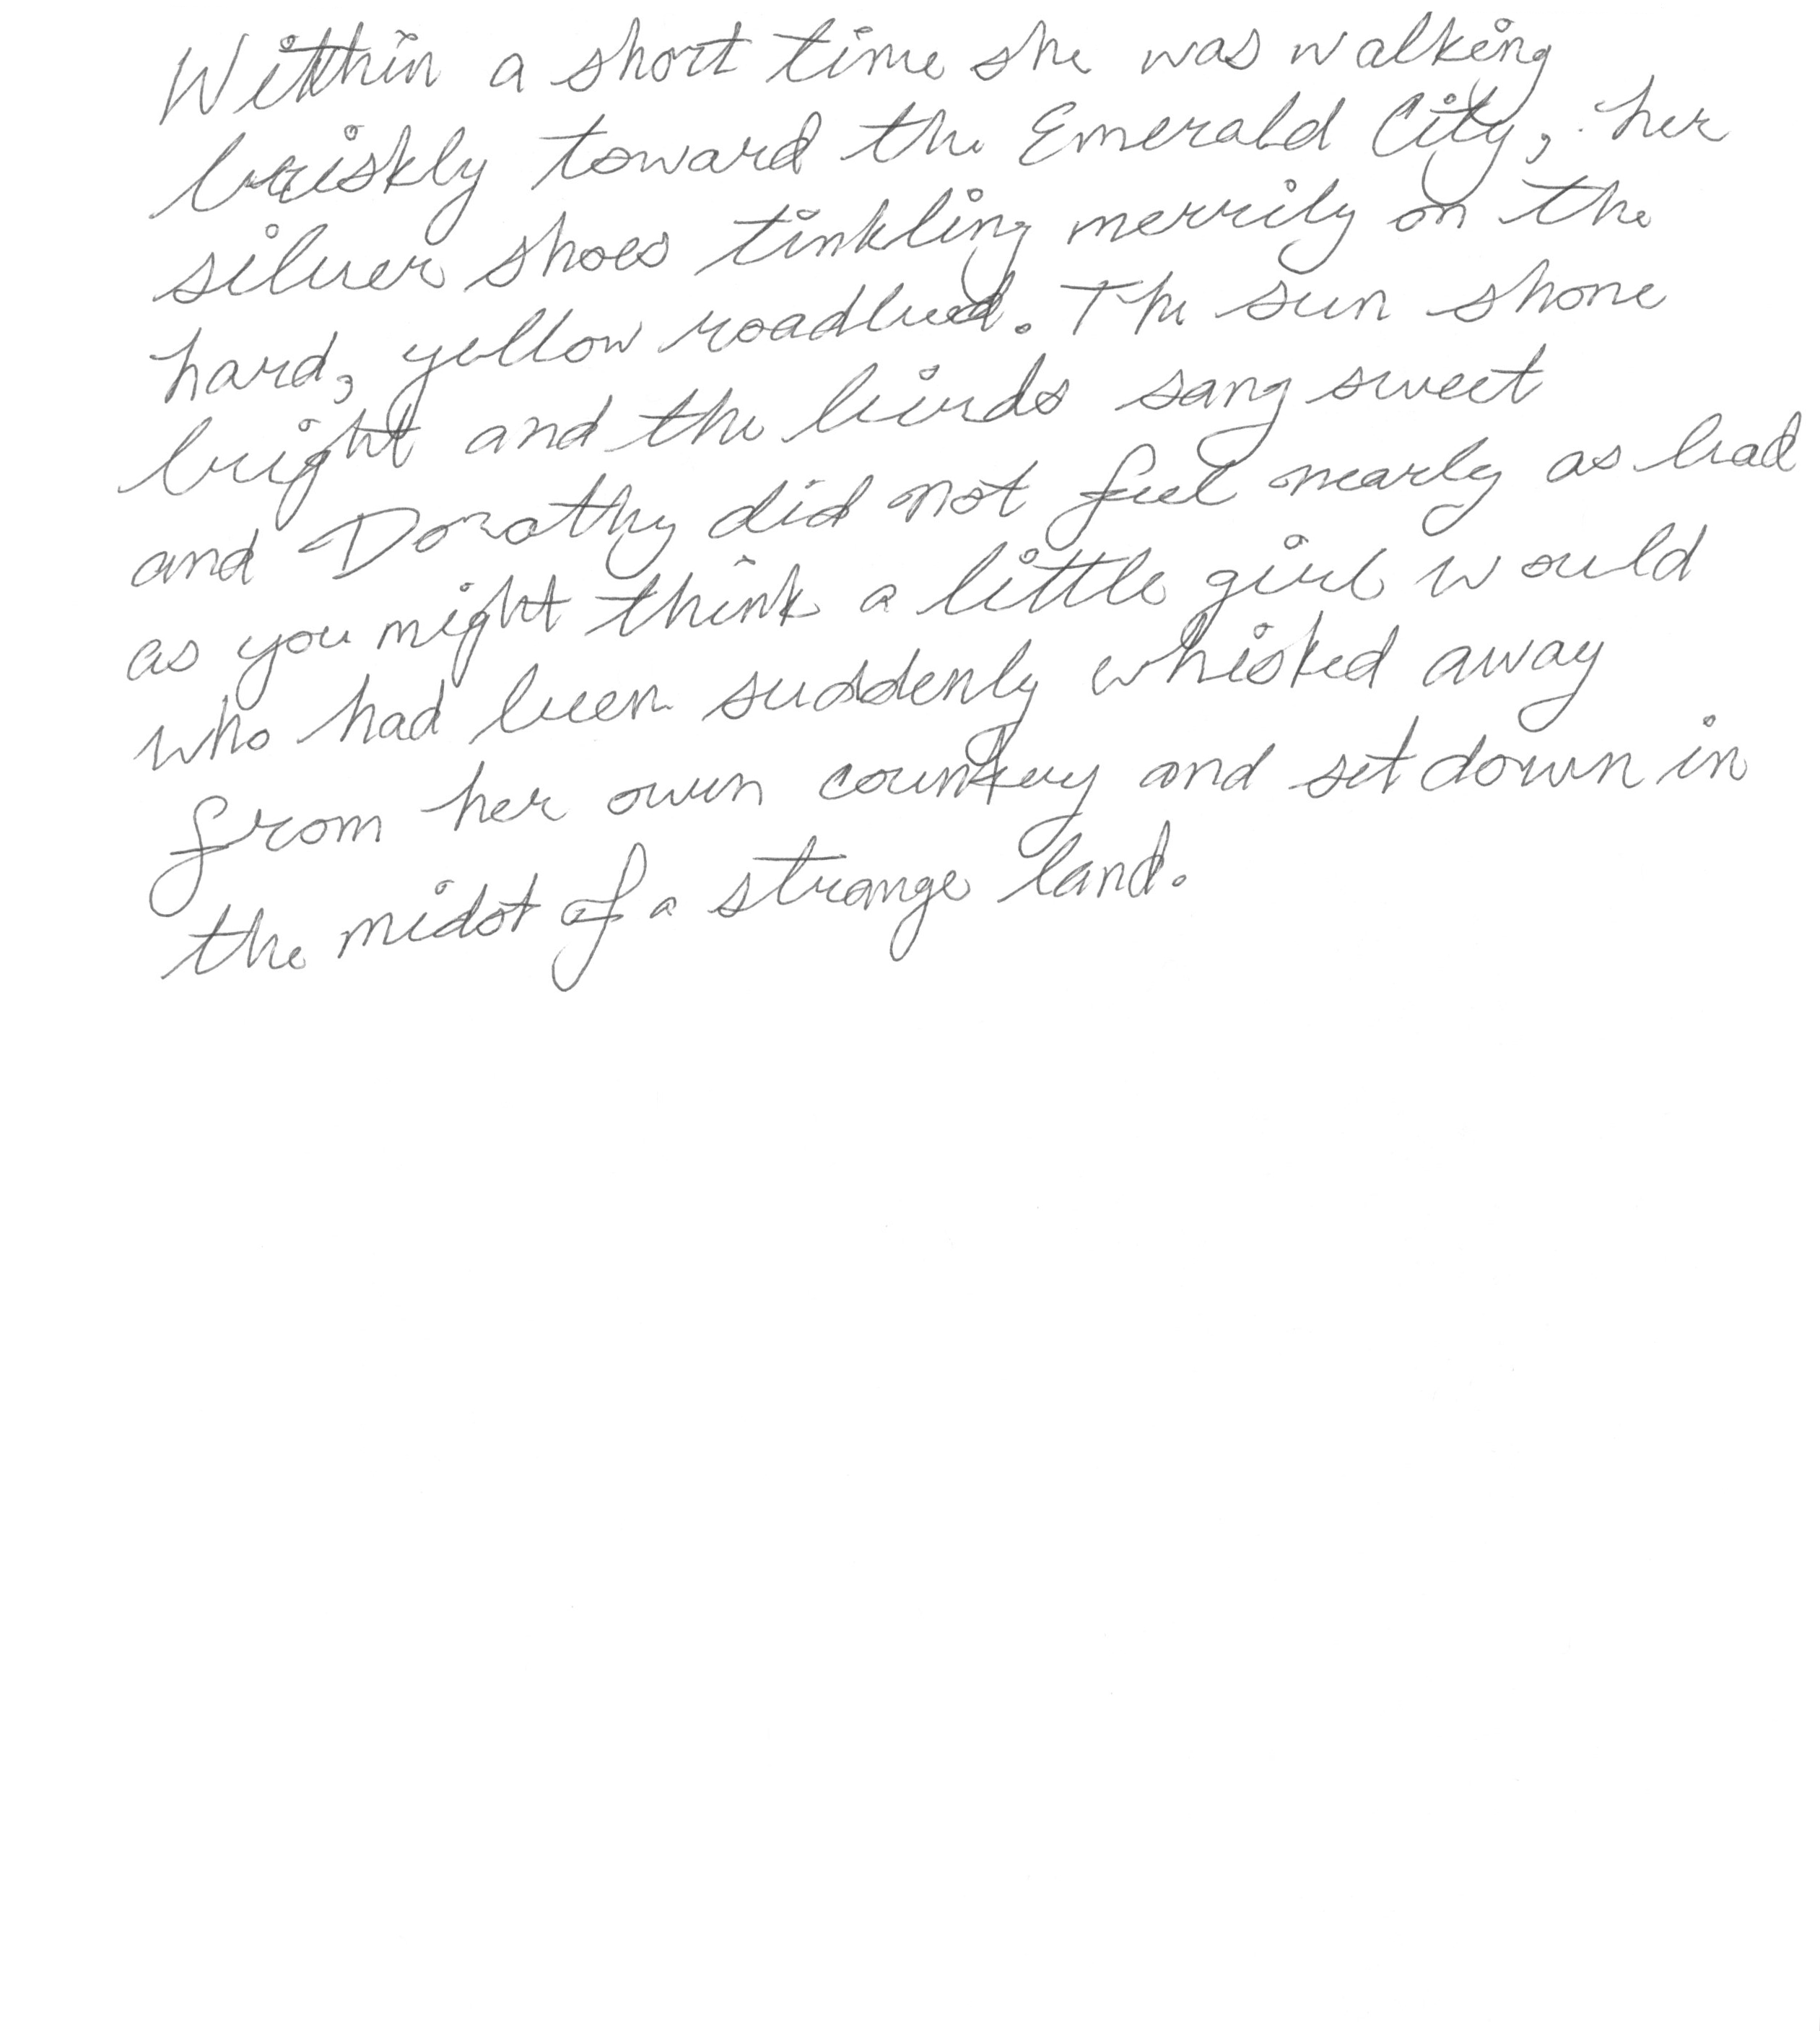 Within a short time she was walking
briskly toward the Emerald City, her
silver shoes tinkling merrily on the
hard, yellow roadbed. The sun shone
bright and the birds sang sweet
and Dorothy did not feel nearly as bad
as you might think a little girl would
who had been suddenly whisked away
from her own country and set down in
the midst of a strange land.